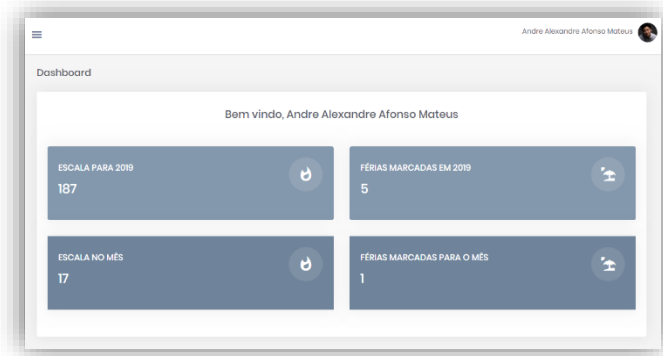 Andre Alexandre Afonso Mateus
Dashboard
Bem vindo, Andre Alexandre Afonso Mateus
ESCALA PARA 2019
187
FÉRIAS MARCADAS EM 2019
5
ESCALA NO MÊS
17
FÉRIAS MARCADAS PARA O MÊS
1